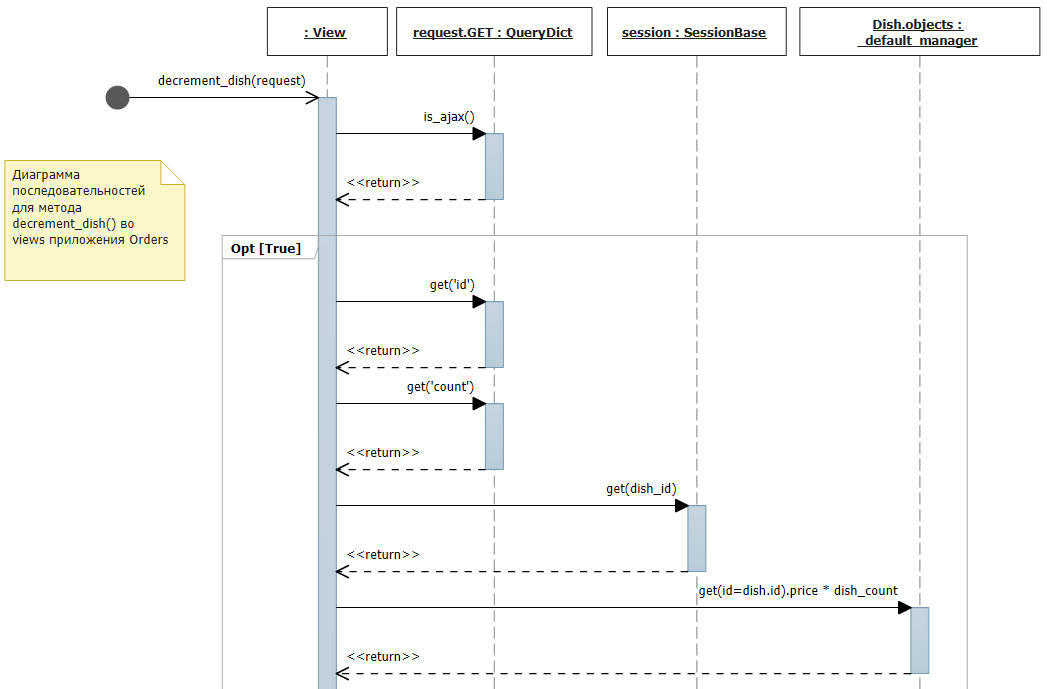 : View
request.GET : QueryDict
session : SessionBase
Dish.objects :
_default_manager
decrement_dish(request)
is_ajax()
<<return>>
Диаграмма
последовательностей
для метода
decrement_dish() во
views приложения Orders
Opt [True]
get('id')
<<return>>
get('count')
<<return>>
get(dish_id)
<<return>>
get(id=dish.id).price * dish_count
<<return>>